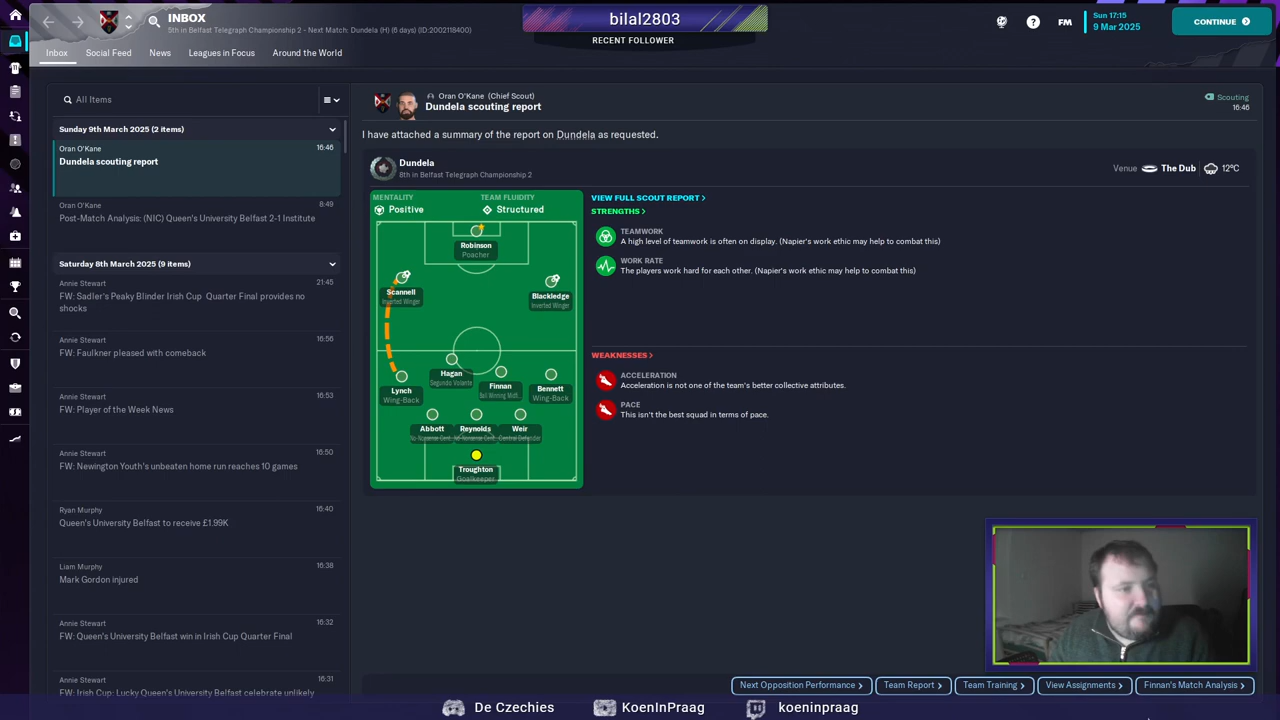 INBOX
5th in Belfast Telegraph Championship 2 - Next Match: Dundela (H) (6 days) (ID:2002118400)
bilal2803
RECENT FOLLOWER
FM
Sun 17:15
9 Mar 2025
CONTINUE
Inbox
Social Feed
News
Leagues in Focus
Around the World
All Items
Sunday 9th March 2025 (2 items)
Oran O'Kane
16:46
Dundela scouting report
Oran O'Kane
8:49
Post-Match Analysis: (NIC) Queen's University Belfast 2-1 Institute
Saturday 8th March 2025 (9 items)
Annie Stewart
21:45
FW: Sadler's Peaky Blinder Irish Cup Quarter Final provides no
shocks
Annie Stewart
16:56
FW: Faulkner pleased with comeback
Annie Stewart
16:53
FW: Player of the Week News
Annie Stewart
16:50
FW: Newington Youth's unbeaten home run reaches 10 games
Ryan Murphy
16:40
Queen's University Belfast to receive £1.99K
Liam Murphy
16:38
Mark Gordon injured
Annie Stewart
16:32
FW: Queen's University Belfast win in Irish Cup Quarter Final
Annie Stewart
16:31
FW: Irish Cup: Lucky Queen's University Belfast celebrate unlikely
Oran O'Kane (Chief Scout)
Dundela scouting report
Scouting
16:46
I have attached a summary of the report on Dundela as requested.
Dundela
8th in Belfast Telegraph Championship 2
Venue
The Dub
12°C
MENTALITY
Positive
TEAM FLUIDITY
Structured
Robinson
Poacher
Scannell
Inverted Winger
Blackledge
Inverted Winger
Hagan
Segundo Volante
Finnan
Ball Winning Midf...
Lynch
Wing-Back
Bennett
Wing-Back
Abbott
Reynolds
Weir
Central Defender
Troughton
Goalkeeper
VIEW FULL SCOUT REPORT
STRENGTHS
TEAMWORK
A high level of teamwork is often on display. (Napier's work ethic may help to combat this)
WORK RATE
The players work hard for each other. (Napier's work ethic may help to combat this)
WEAKNESSES
ACCELERATION
Acceleration is not one of the team's better collective attributes.
PACE
This isn't the best squad in terms of pace.
Next Opposition Performance
Team Report
Team Training
View Assignments
Finnan's Match Analysis
De Czechies
KoenInPraag
koeninpraag